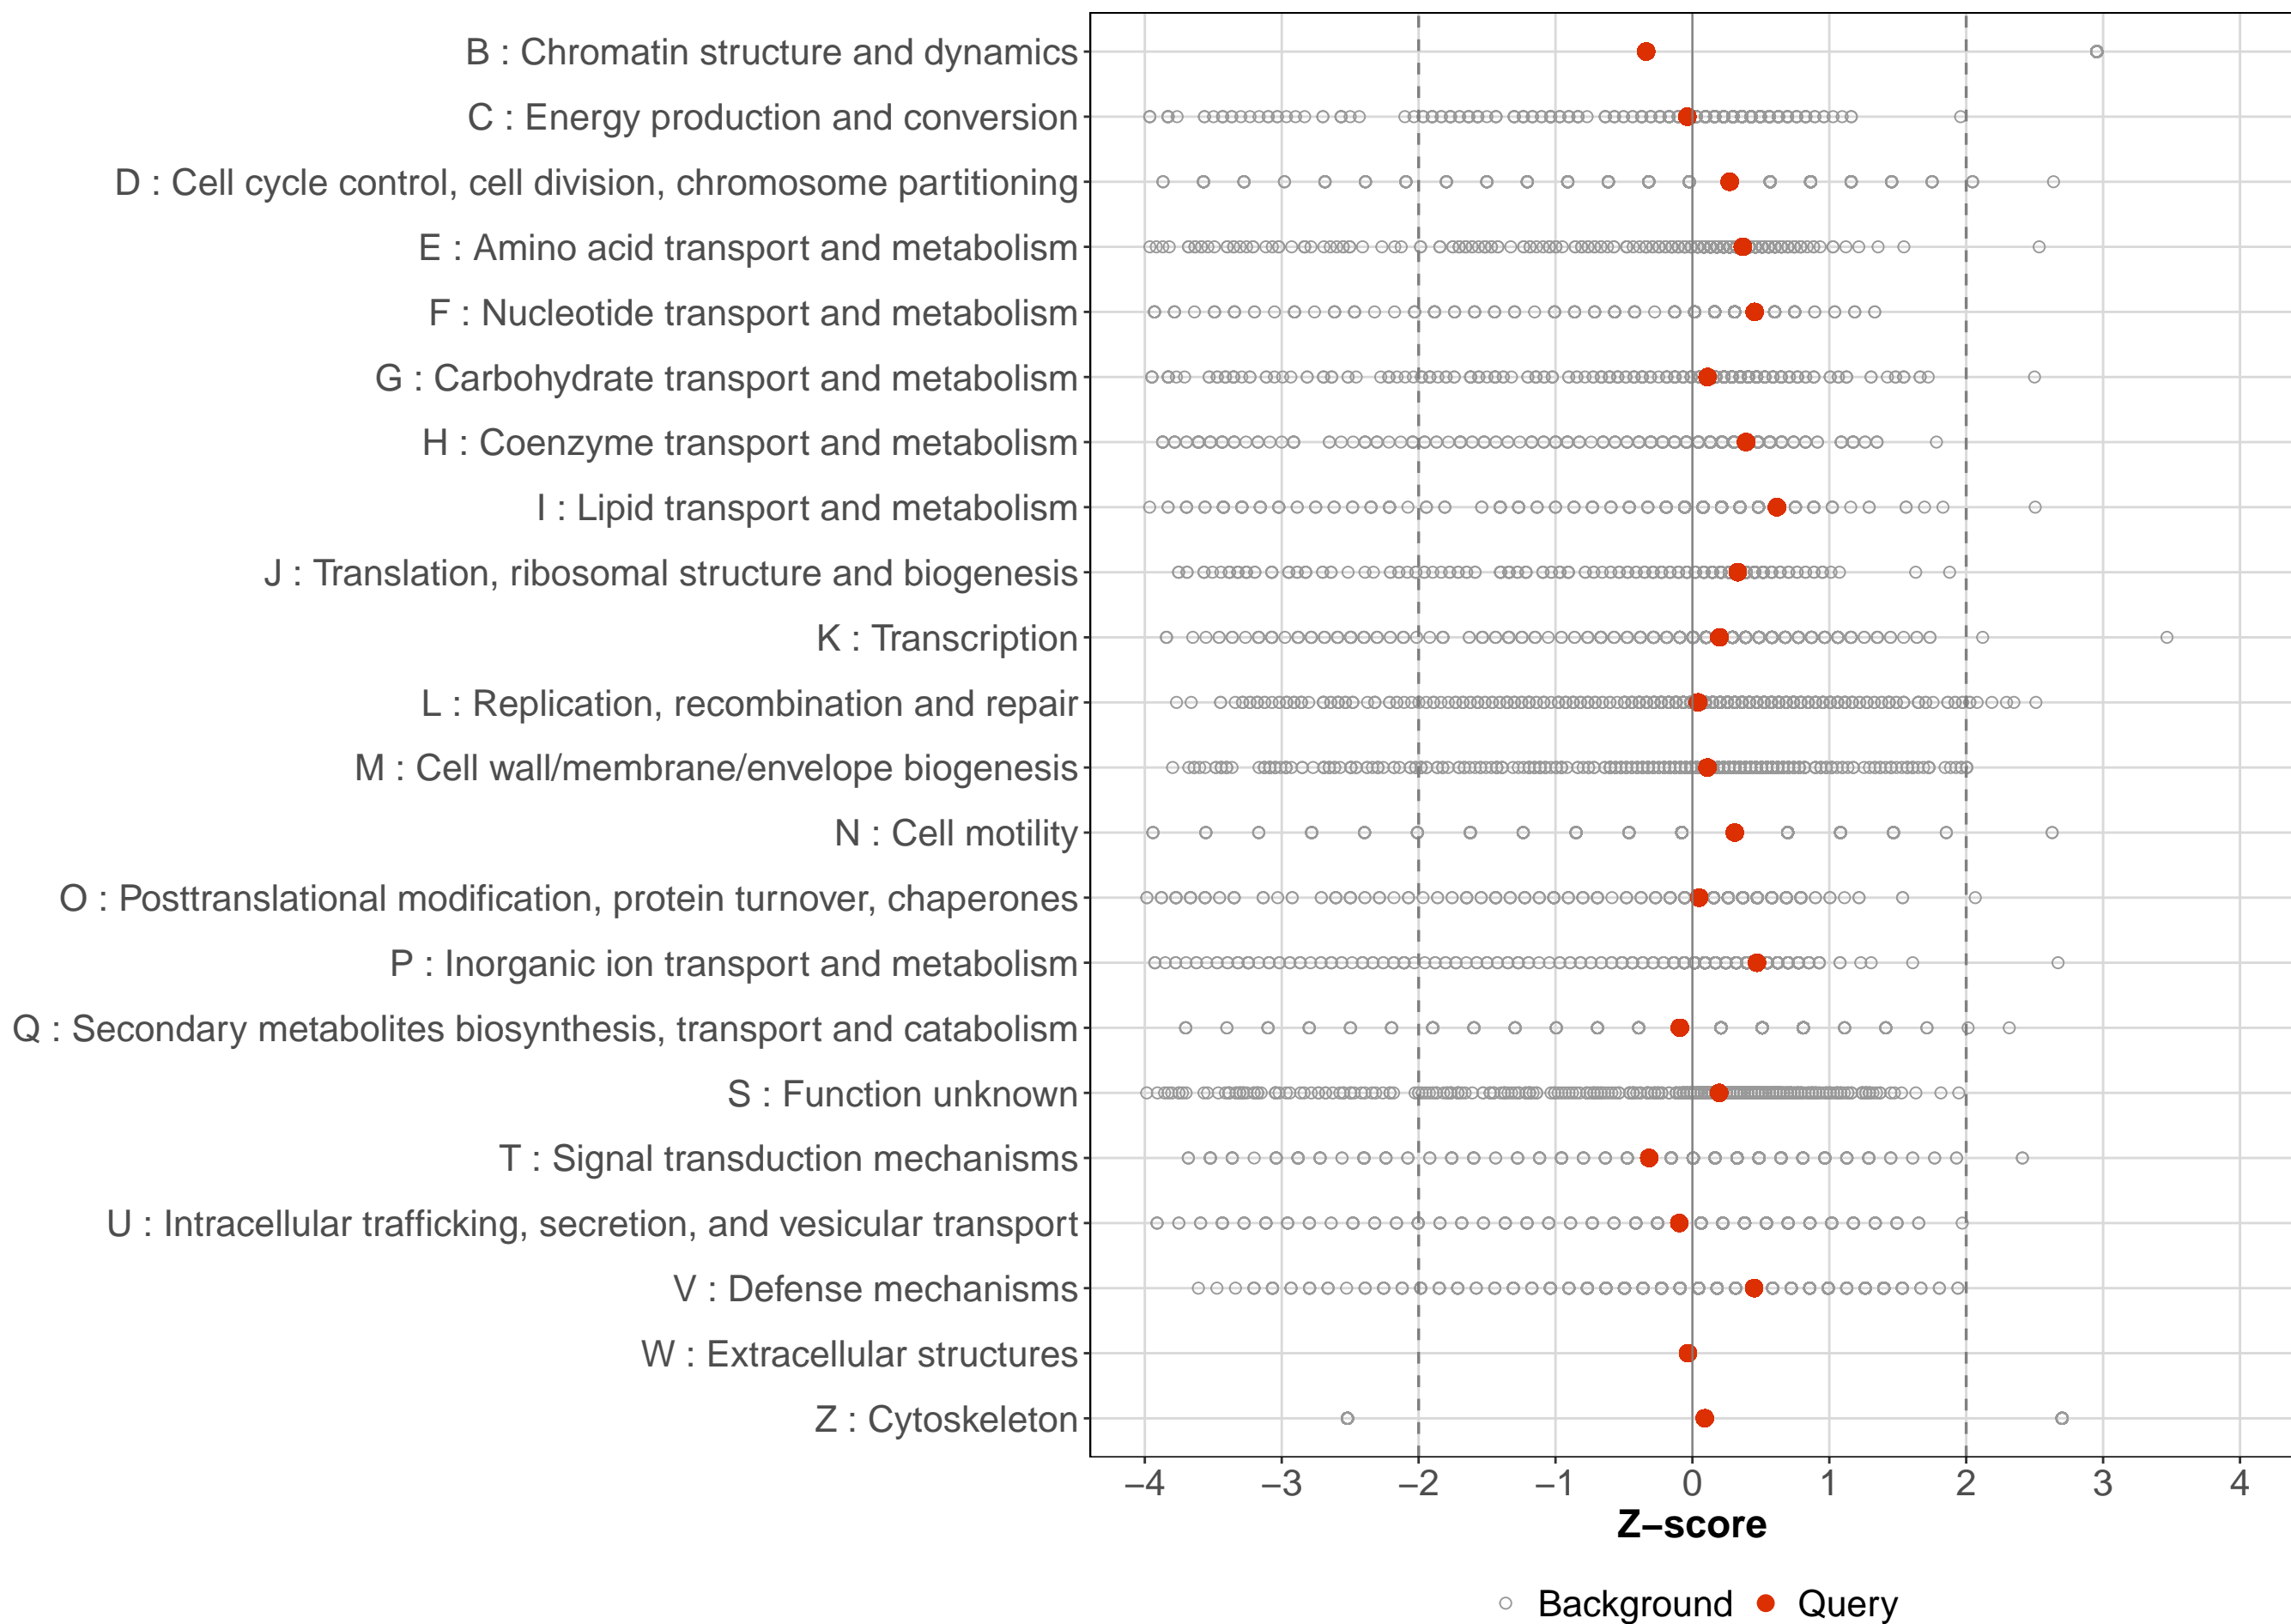 B : Chromatin structure and dynamics
C : Energy production and conversion
D : Cell cycle control, cell division, chromosome partitioning
E : Amino acid transport and metabolism
F : Nucleotide transport and metabolism
G : Carbohydrate transport and metabolism
H : Coenzyme transport and metabolism
I : Lipid transport and metabolism
J : Translation, ribosomal structure and biogenesis
K : Transcription
L : Replication, recombination and repair
M : Cell wall/membrane/envelope biogenesis
N : Cell motility
O : Posttranslational modification, protein turnover, chaperones
P : Inorganic ion transport and metabolism
Q : Secondary metabolites biosynthesis, transport and catabolism
S : Function unknown
T : Signal transduction mechanisms
U : Intracellular trafficking, secretion, and vesicular transport
V : Defense mechanisms
W : Extracellular structures
Z : Cytoskeleton
−4 −3 −2 −1 0 1 2 3 4
Z−score
Background Query